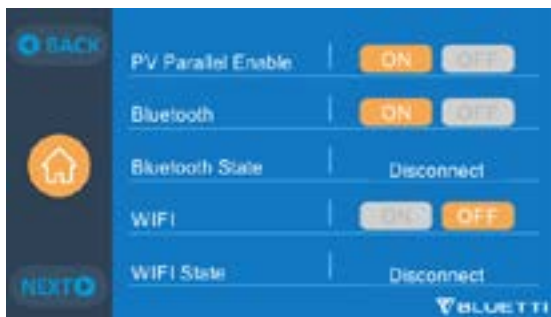 BACK
PV Parallel Enable ON OFF
Bluetooth ON OFF
Bluetooth State Disconnect
WIFI ON OFF
WIFI State Disconnect
NEXT
BLUETTI